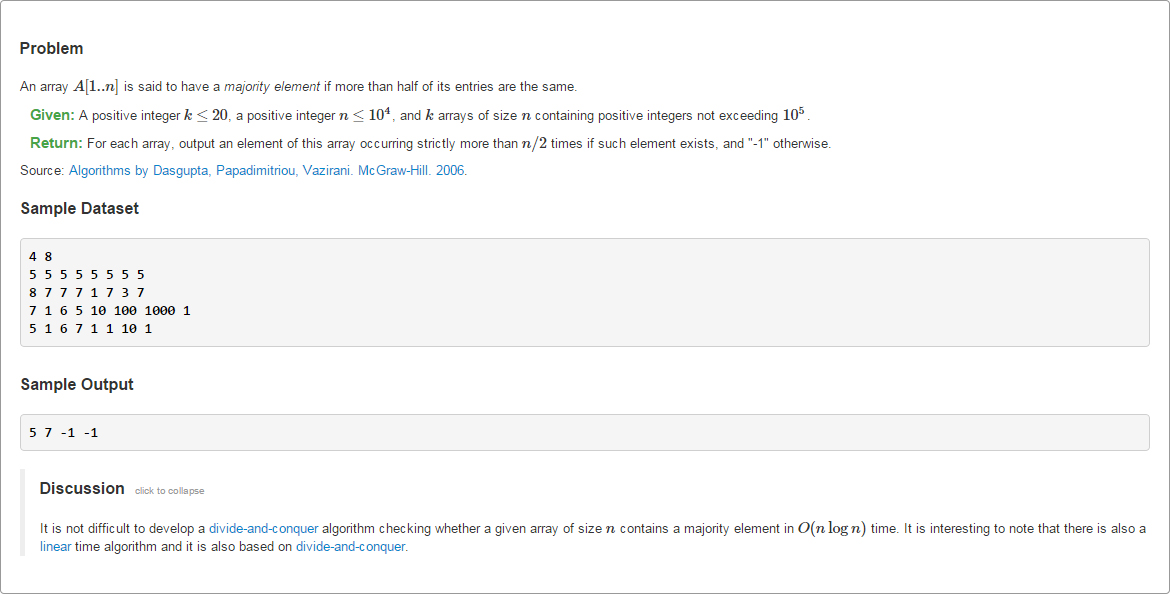 Problem
An array A[1..n] is said to have a majority element if more than half of its entries are the same.
Given: A positive integer k ≤ 20, a positive integer n ≤ 10⁴, and k arrays of size n containing positive integers not exceeding 10⁵.
Return: For each array, output an element of this array occurring strictly more than n/2 times if such element exists, and "-1" otherwise.
Source: Algorithms by Dasgupta, Papadimitriou, Vazirani. McGraw-Hill. 2006.
Sample Dataset
4 8
5 5 5 5 5 5 5 5
8 7 7 7 1 7 3 7
7 1 6 5 10 100 1000 1
5 1 6 7 1 1 10 1
Sample Output
5 7 -1 -1
Discussion click to collapse
It is not difficult to develop a divide-and-conquer algorithm checking whether a given array of size n contains a majority element in O(n log n) time. It is interesting to note that there is also a
linear time algorithm and it is also based on divide-and-conquer.